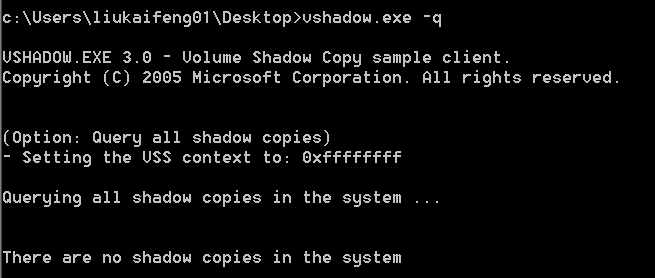 c:\Users\liukaifeng01\Desktop>vshadow.exe -q
VSHADOW.EXE 3.0 - Volume Shadow Copy sample client.
Copyright (C) 2005 Microsoft Corporation. All rights reserved.
(Option: Query all shadow copies)
- Setting the VSS context to: 0xffffffff
Querying all shadow copies in the system ...
There are no shadow copies in the system